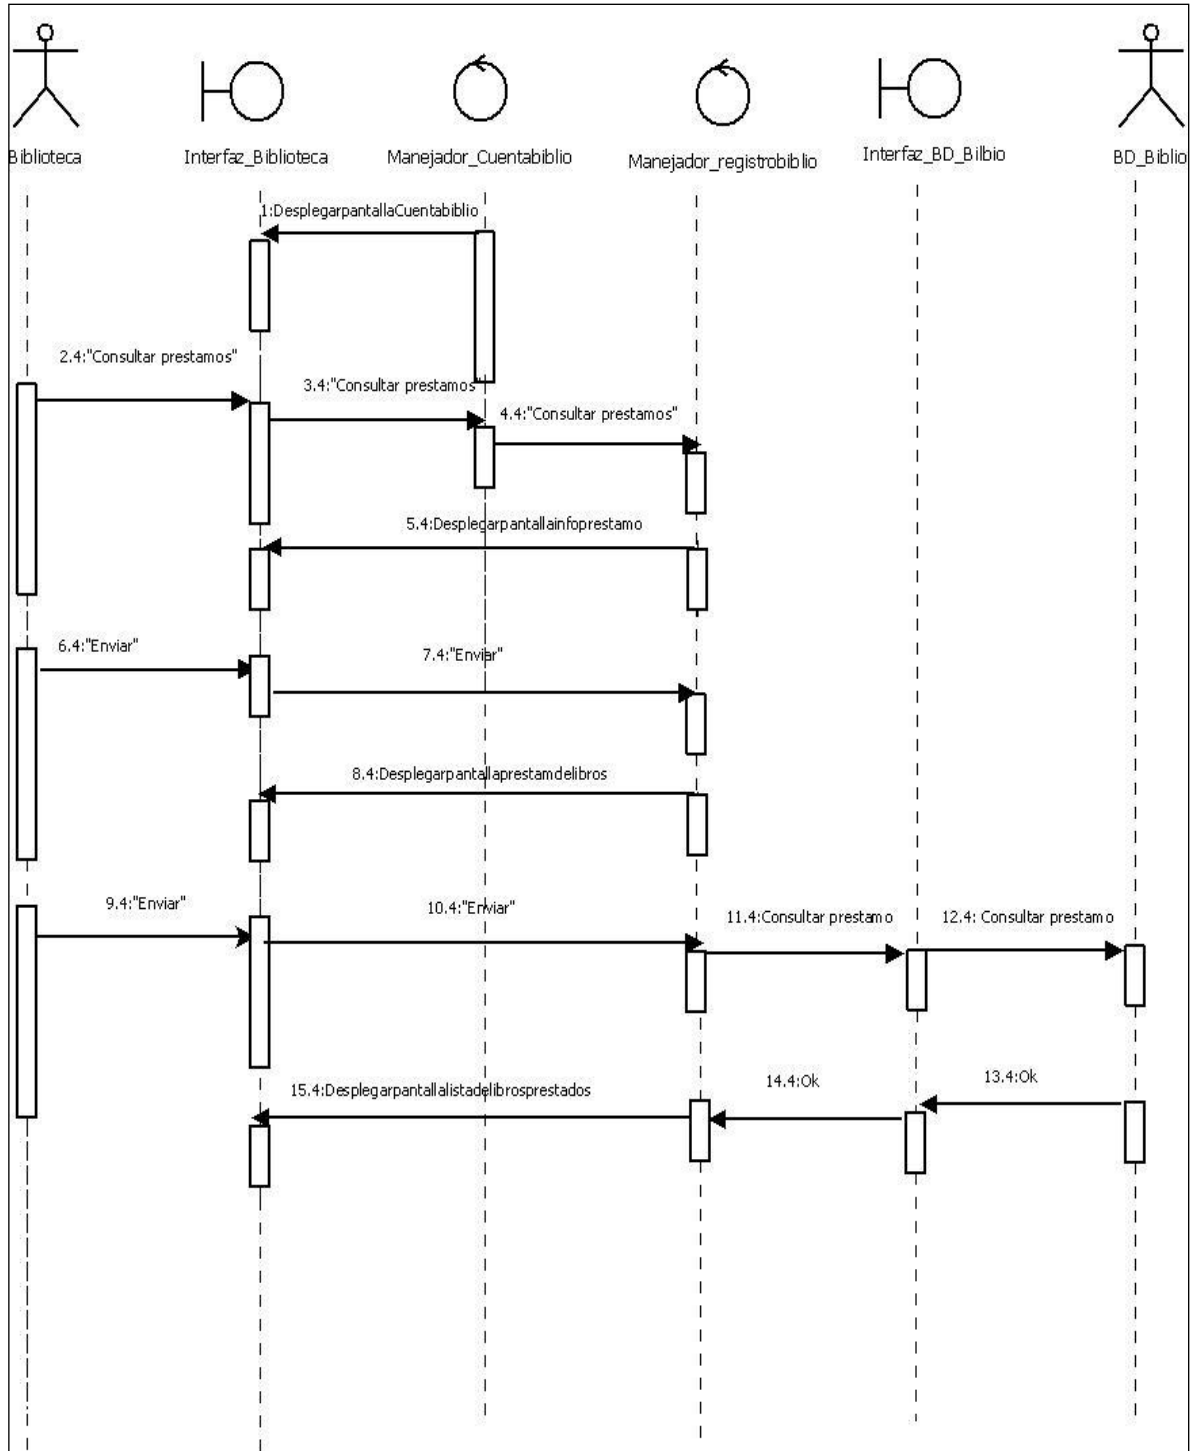 Biblioteca
Interfaz_Biblioteca
Manejador_Cuentabiblio
Manejador_registrobiblio
Interfaz_BD_Bilbio
BD_Biblio
1:DesplegarpantallaCuentabiblio
2.4:"Consultar prestamos"
3.4:"Consultar prestamos"
4.4:"Consultar prestamos"
5.4:Desplegarpantallainfoprestamo
6.4:"Enviar"
7.4:"Enviar"
8.4:Desplegarpantallaprestamdelibros
9.4:"Enviar"
10.4:"Enviar"
11.4:Consultar prestamo
12.4: Consultar prestamo
13.4:Ok
14.4:Ok
15.4:Desplegarpantallalistadelibrosprestados